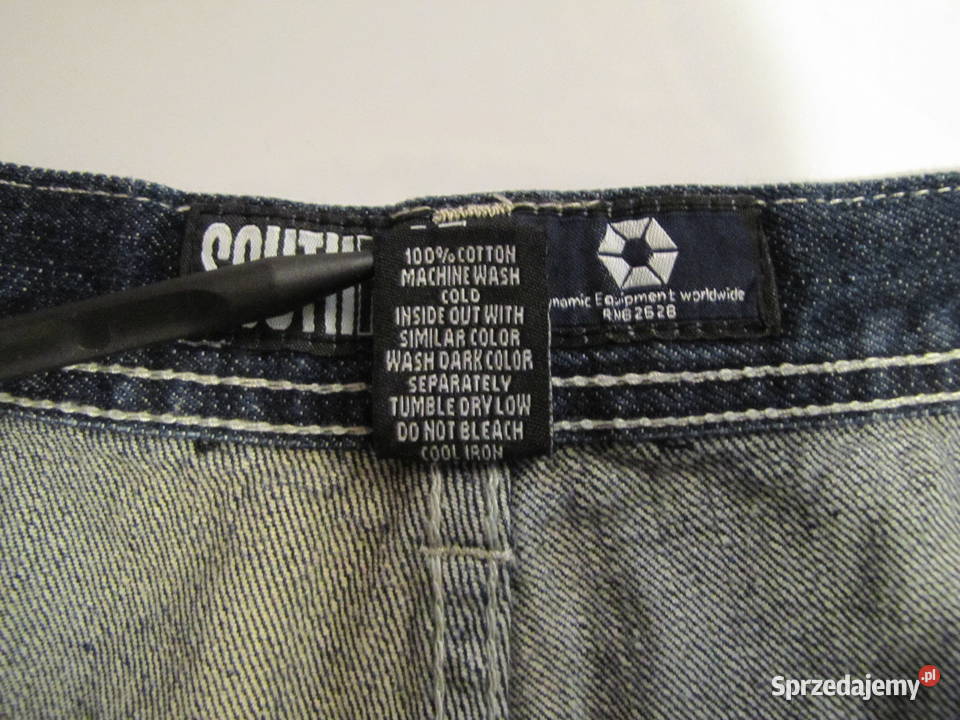 SOUTH
100% COTTON
MACHINE WASH
COLD
INSIDE OUT WITH
SIMILAR COLOR
WASH DARK COLOR
SEPARATELY
TUMBLE DRY LOW
DO NOT BLEACH
COOL IRON
Equipment worldwide
Sprzedajemy.pl